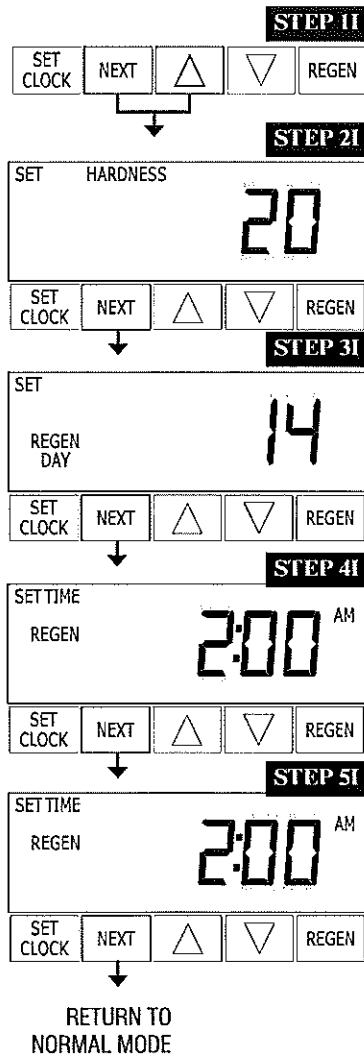 STEP 1I
SET CLOCK NEXT REGEN
STEP 2I
SET HARDNESS
20
SET CLOCK NEXT REGEN
STEP 3I
SET
14
REGEN DAY
SET CLOCK NEXT REGEN
STEP 4I
SET TIME
AM
REGEN
2:00
SET CLOCK NEXT REGEN
STEP 5I
SET TIME
AM
REGEN
2:00
SET CLOCK NEXT REGEN
RETURN TO
NORMAL MODE